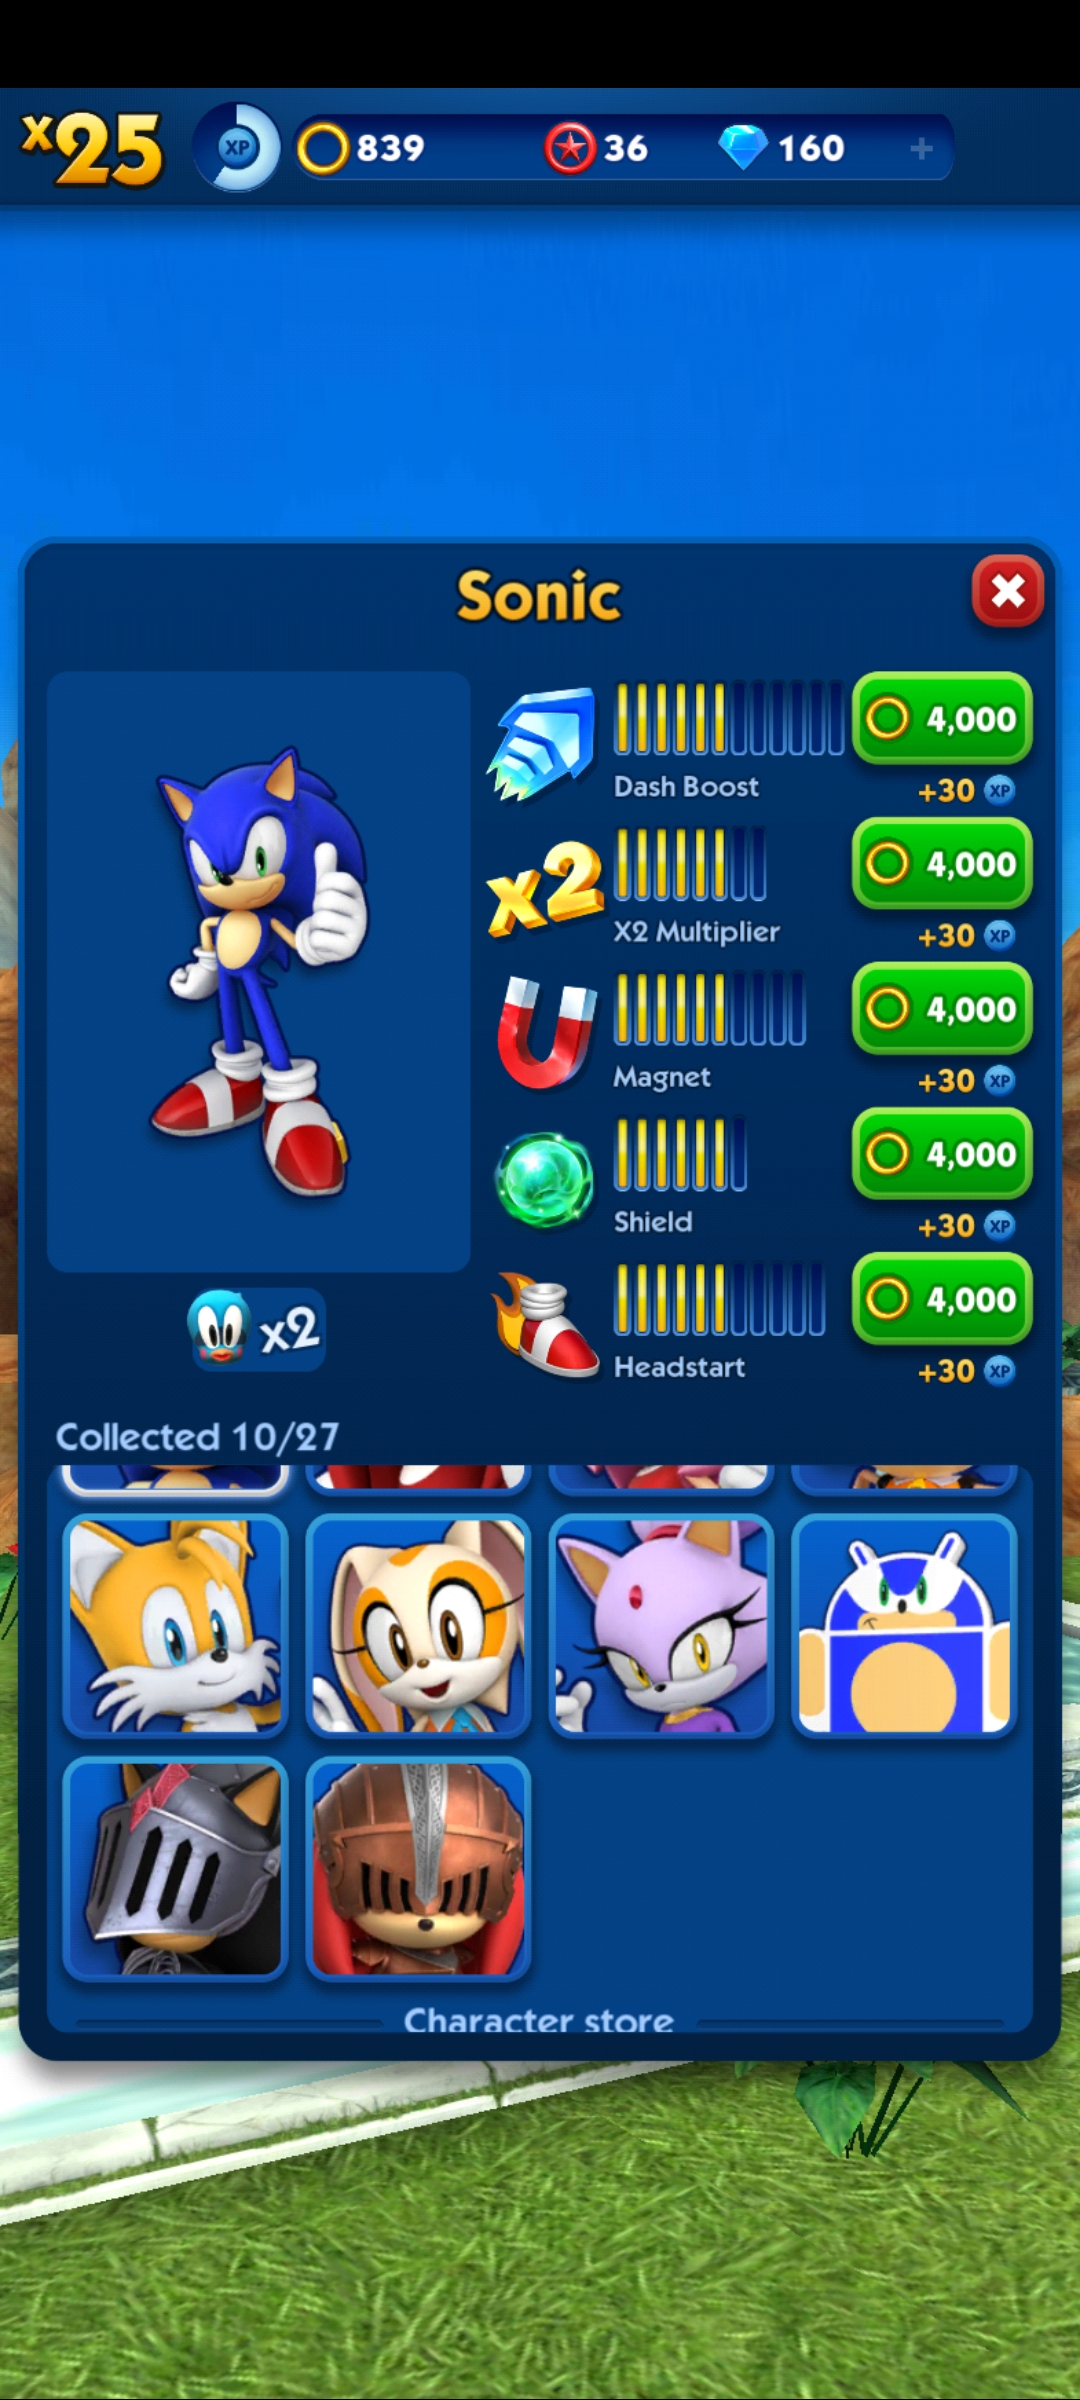 x25 XP 839 36 160 +
Sonic
4,000
Dash Boost +30 XP
x2 4,000
X2 Multiplier +30 XP
4,000
Magnet +30 XP
4,000
Shield +30 XP
4,000
x2
Headstart +30 XP
Collected 10/27
Character store